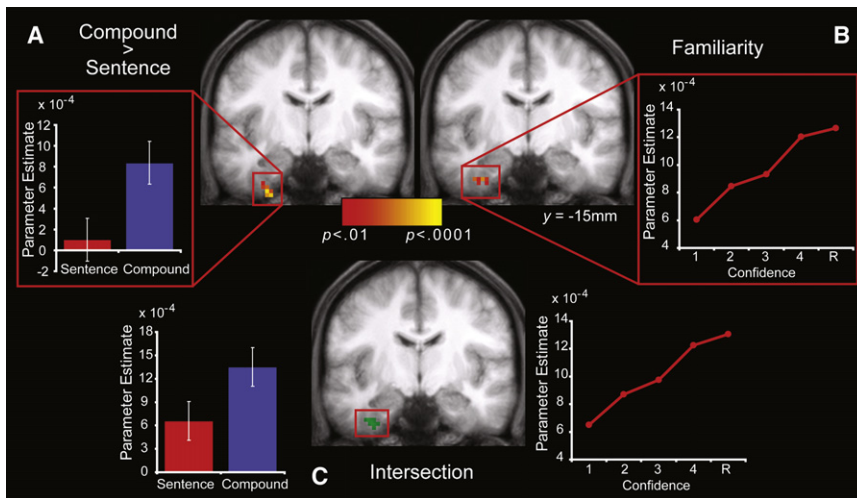 A
Compound
>
Sentence
Familiarity
B
x 10⁻⁴
Parameter Estimate
12
10
8
6
4
2
0
-2
Sentence Compound
p<.01 p<.0001
y = -15mm
x 10⁻⁴
Parameter Estimate
14
12
10
8
6
4
1 2 3 4 R
Confidence
x 10⁻⁴
Parameter Estimate
18
15
12
9
6
3
0
Sentence Compound
C Intersection
x 10⁻⁴
Parameter Estimate
14
12
10
8
6
4
1 2 3 4 R
Confidence